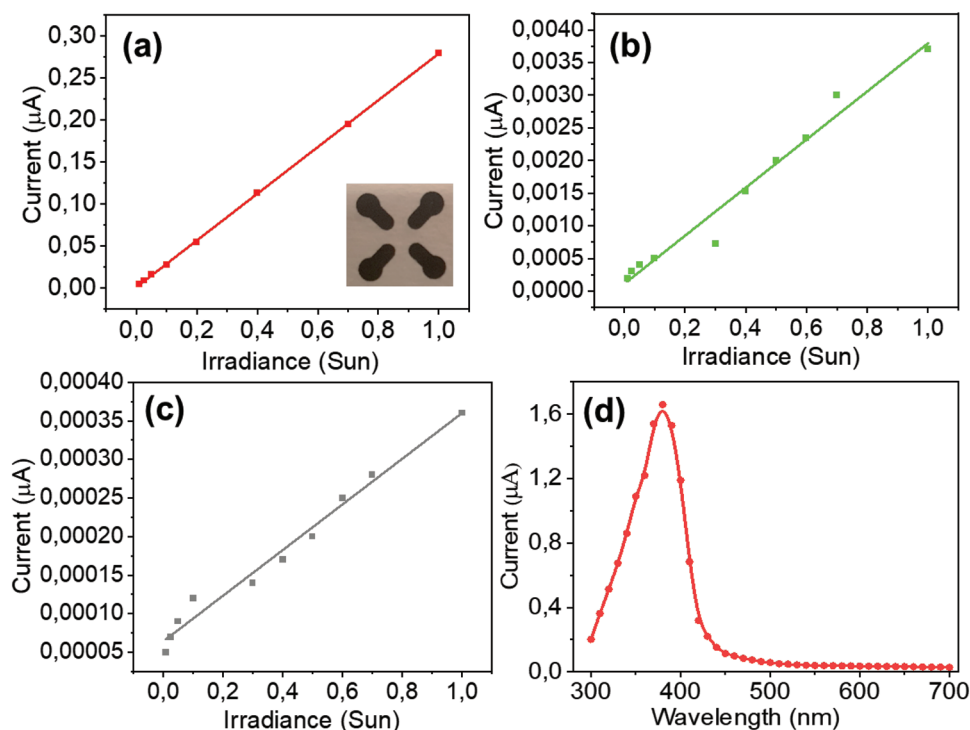 (a)
Current (μA)
0,30
0,25
0,20
0,15
0,10
0,05
0,00
0,0 0,2 0,4 0,6 0,8 1,0
Irradiance (Sun)
(b)
Current (μA)
0,0040
0,0035
0,0030
0,0025
0,0020
0,0015
0,0010
0,0005
0,0000
0,0 0,2 0,4 0,6 0,8 1,0
Irradiance (Sun)
(c)
Current (μA)
0,00040
0,00035
0,00030
0,00025
0,00020
0,00015
0,00010
0,00005
0,0 0,2 0,4 0,6 0,8 1,0
Irradiance (Sun)
(d)
Current (μA)
1,6
1,2
0,8
0,4
0,0
300 400 500 600 700
Wavelength (nm)